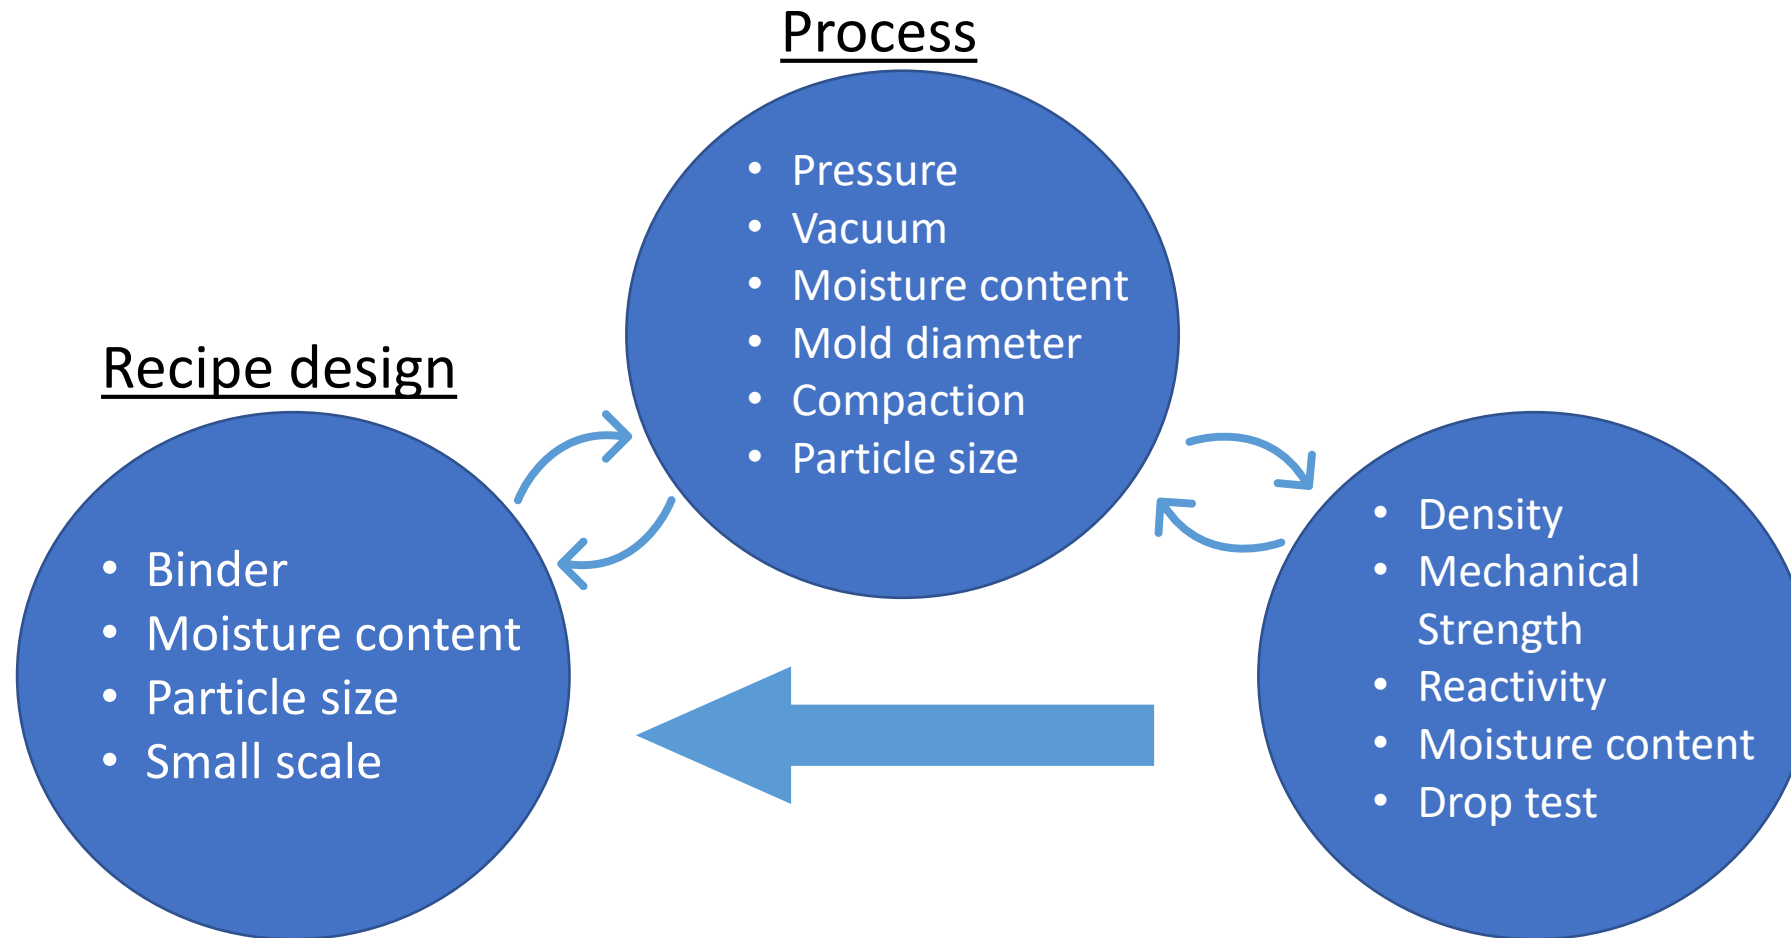 Process
• Pressure
• Vacuum
• Moisture content
• Mold diameter
• Compaction
• Particle size
Recipe design
• Binder
• Moisture content
• Particle size
• Small scale
• Density
• Mechanical
Strength
• Reactivity
• Moisture content
• Drop test